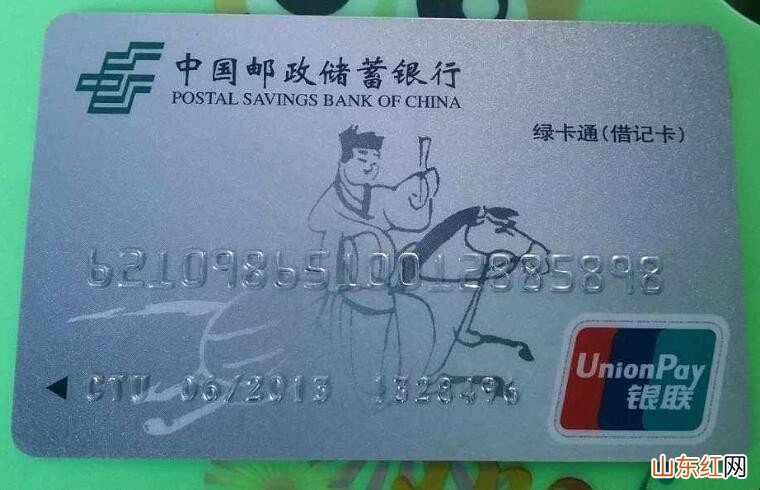 中国邮政储蓄银行
POSTAL SAVINGS BANK OF CHINA
绿卡通(借记卡)
6210986510012885898
UnionPay
银联
CTU 06/2013 1328496
山东红网